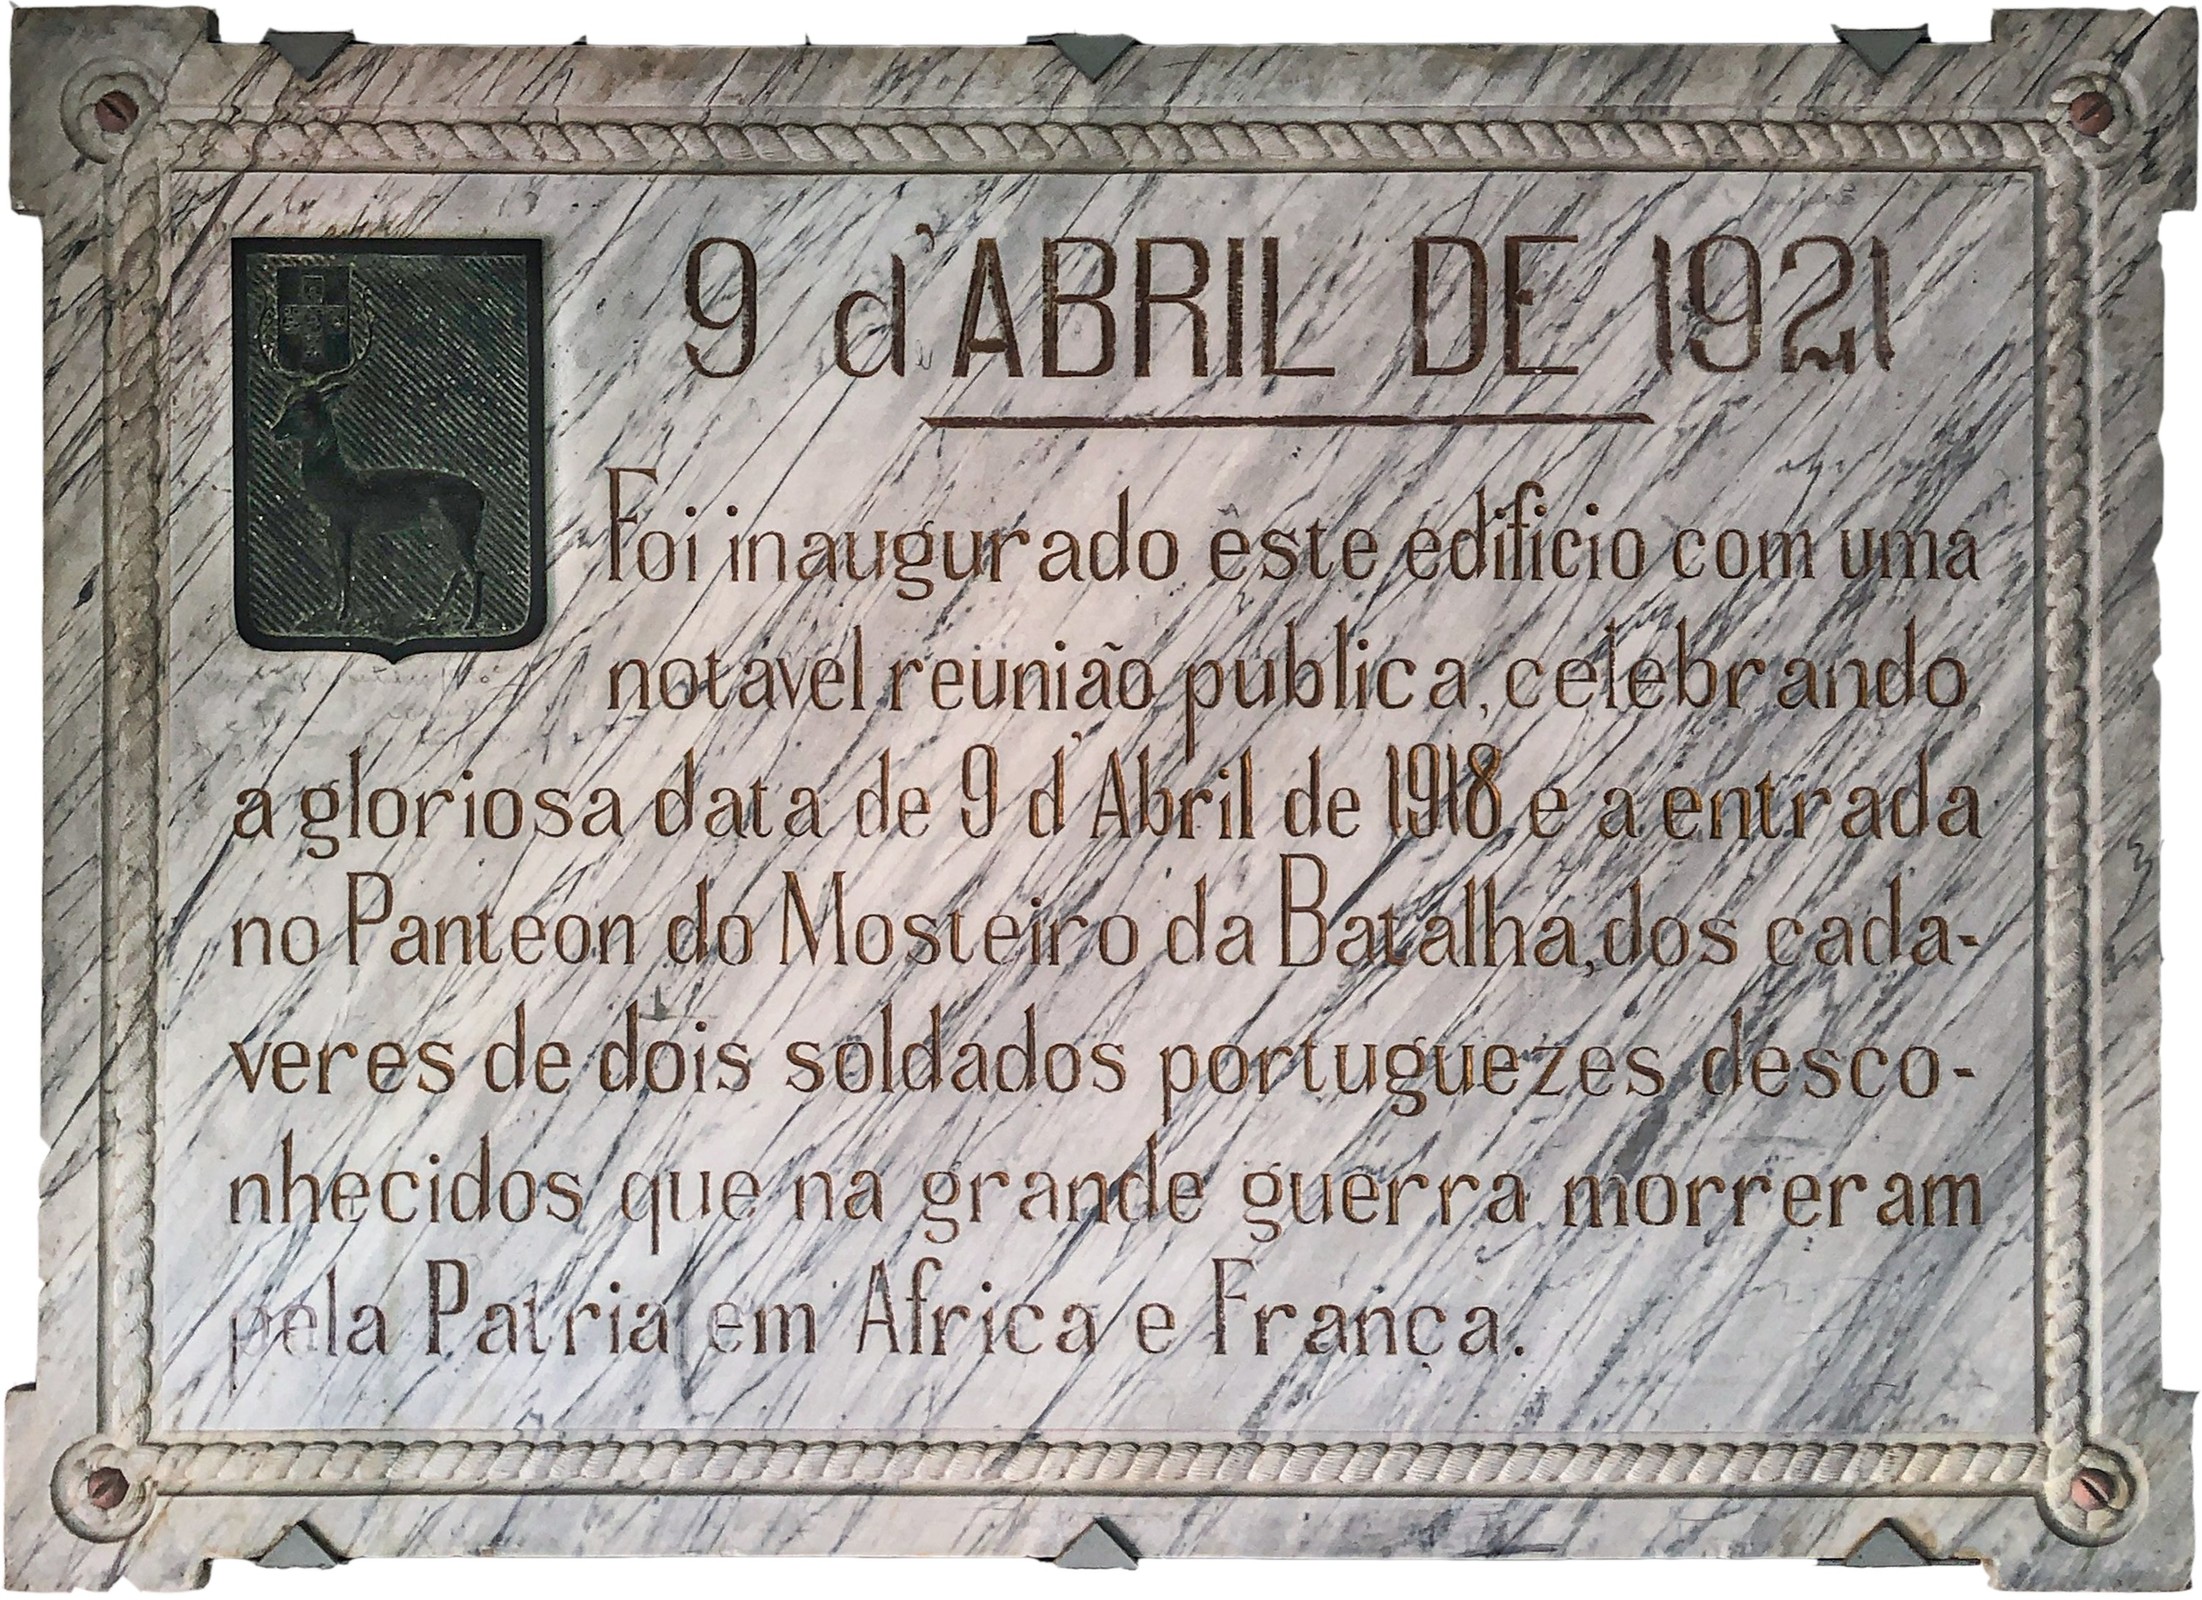 9 d'ABRIL DE 1921
Foi inaugurado êste edificio com uma
notavel reünião publica, celebrando
a gloriosa data de 9 d'Abril de 1918 e a entrada
no Panteon do Mosteiro da Batalha, dos cada-
veres de dois soldados portuguezes desco-
nhecidos que na grande guerra morreram
pela Patria em Africa e França.